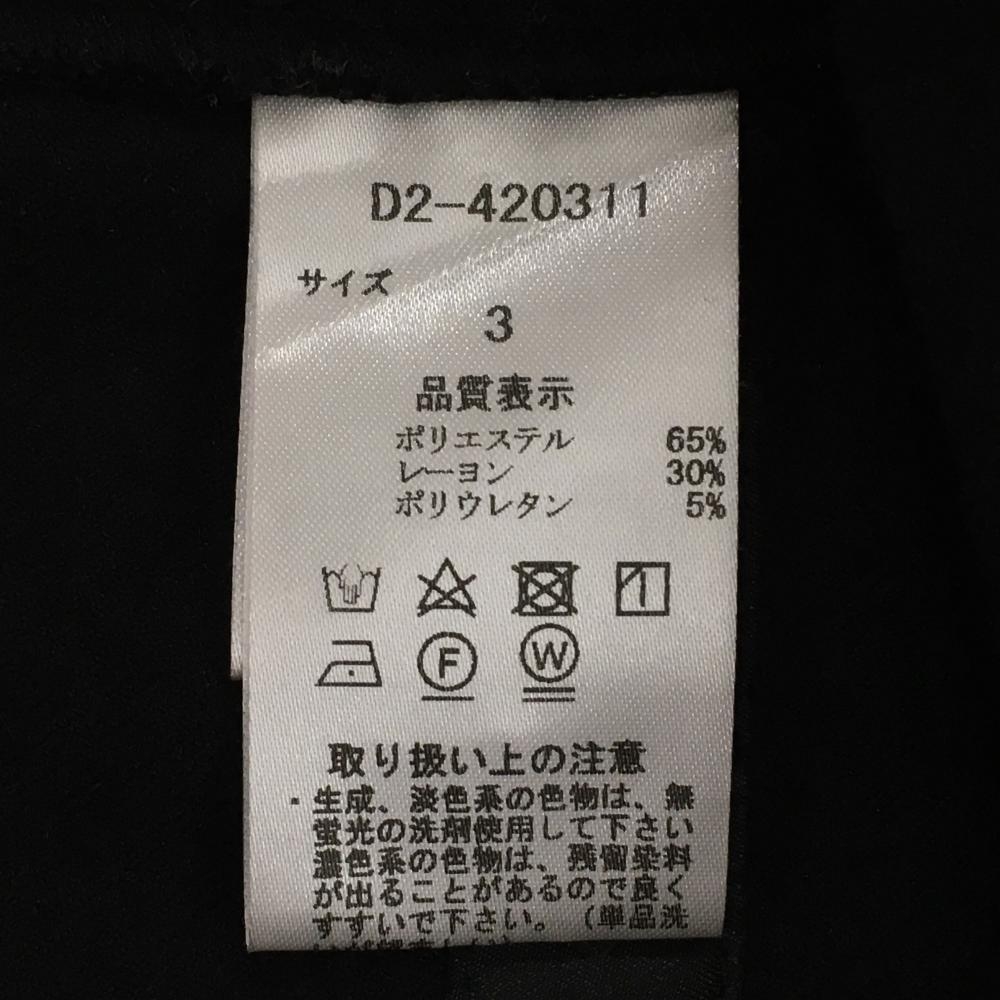 D2-420311
サイズ
3
品質表示
ポリエステル 65%
レーヨン 30%
ポリウレタン 5%
F W
取り扱い上の注意
・生成、淡色系の色物は、無
蛍光の洗剤使用して下さい
濃色系の色物は、残留染料
が出ることがあるので良く
すすいで下さい。（単品洗